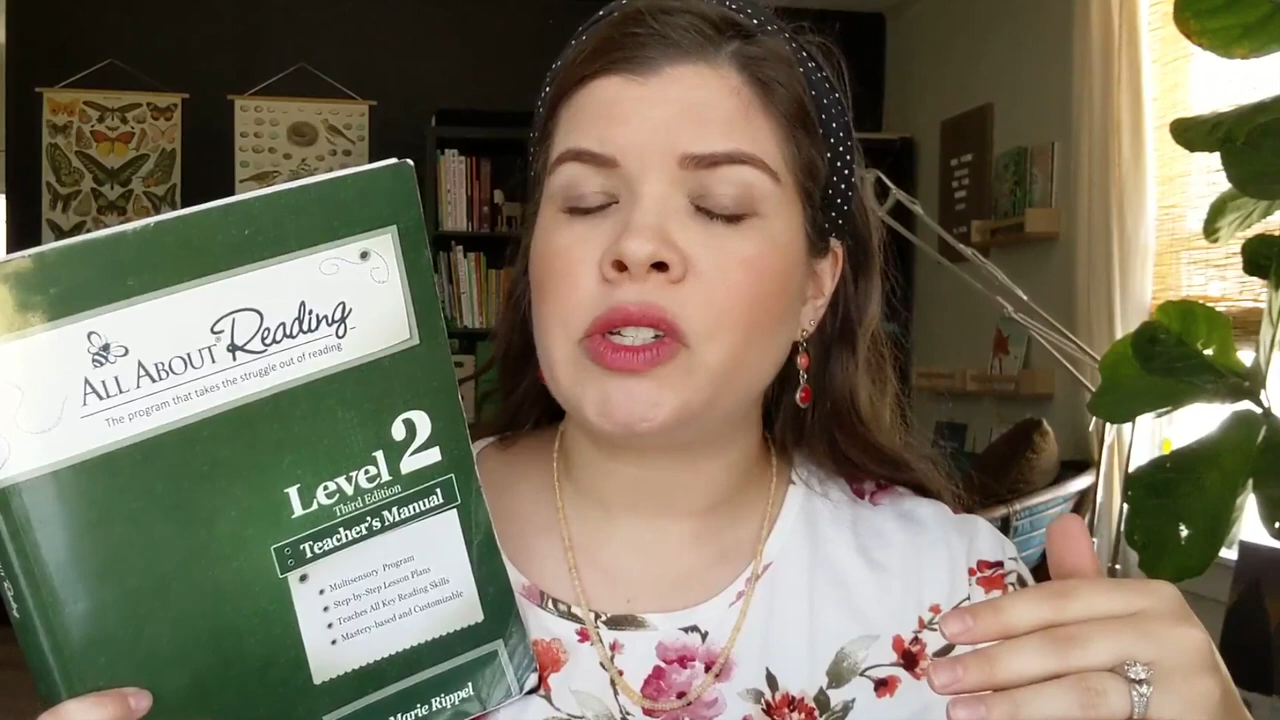 All About® Reading
The program that takes the struggle out of reading
Level 2
Third Edition
Teacher's Manual
Multisensory Program
Step-by-Step Lesson Plans
Teaches All Key Reading Skills
Mastery-based and Customizable
Marie Rippel